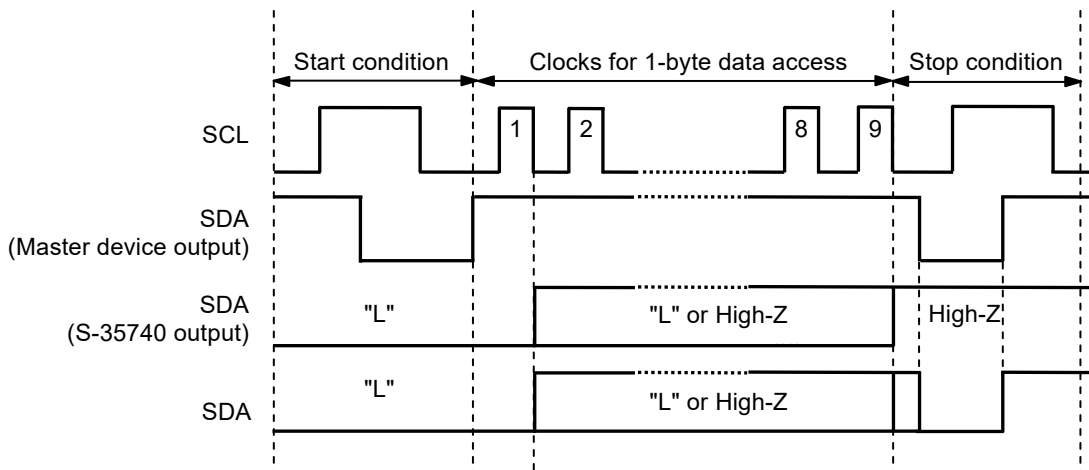 Start condition
Clocks for 1-byte data access
Stop condition
SCL
1
2
8
9
SDA
(Master device output)
SDA
(S-35740 output)
"L"
"L" or High-Z
High-Z
SDA
"L"
"L" or High-Z